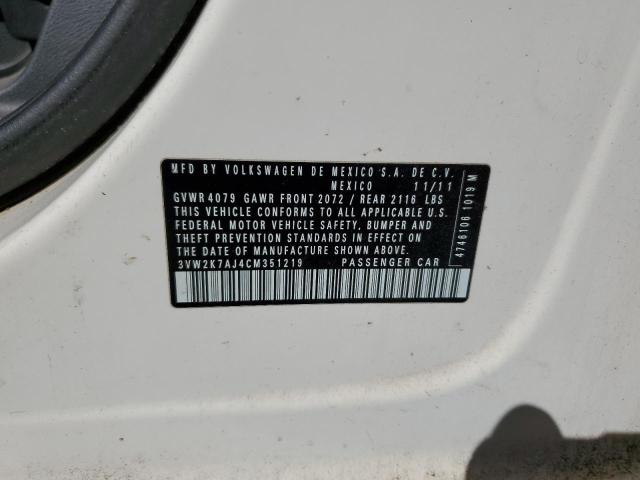 MFD BY VOLKSWAGEN DE MEXICO S.A. DE C.V.
MEXICO 11/11
GVWR 4079 GAWR FRONT 2072 / REAR 2116 LBS
THIS VEHICLE CONFORMS TO ALL APPLICABLE U.S.
FEDERAL MOTOR VEHICLE SAFETY, BUMPER AND
THEFT PREVENTION STANDARDS IN EFFECT ON
THE DATE OF MANUFACTURE SHOWN ABOVE.
3VW2K7AJ4CM351219 PASSENGER CAR
4746106 1019 M